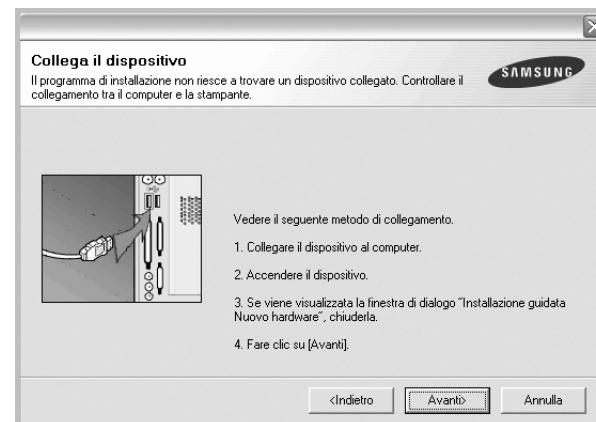 Collega il dispositivo
Il programma di installazione non riesce a trovare un dispositivo collegato. Controllare il
collegamento tra il computer e la stampante.
SAMSUNG
Vedere il seguente metodo di collegamento.
1. Collegare il dispositivo al computer.
2. Accendere il dispositivo.
3. Se viene visualizzata la finestra di dialogo "Installazione guidata
Nuovo hardware", chiuderla.
4. Fare clic su [Avanti].
<Indietro
Avanti>
Annulla